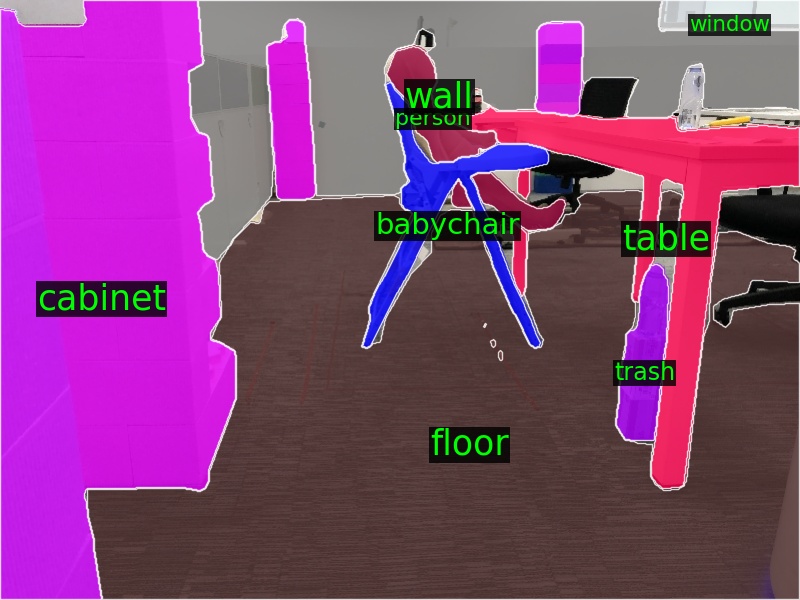 window
wall
person
babychair
table
cabinet
trash
floor